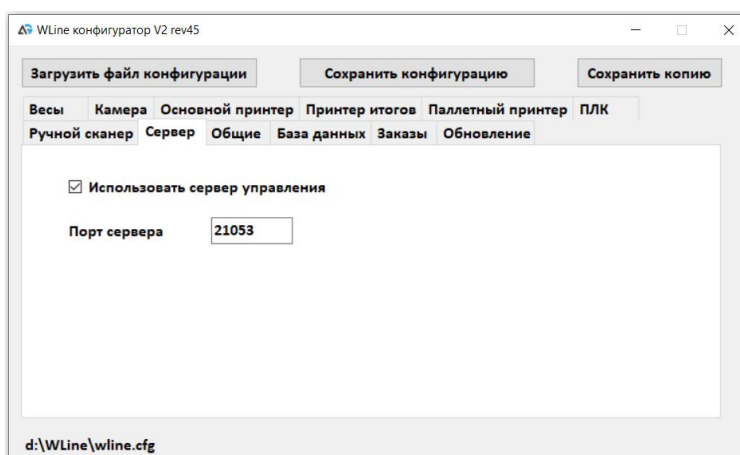 WLine конфигуратор V2 rev45
Загрузить файл конфигурации Сохранить конфигурацию Сохранить копию
Весы Камера Основной принтер Принтер итогов Паллетный принтер ПЛК
Ручной сканер Сервер Общие База данных Заказы Обновление
Использовать сервер управления
Порт сервера 21053
d:\WLine\wline.cfg